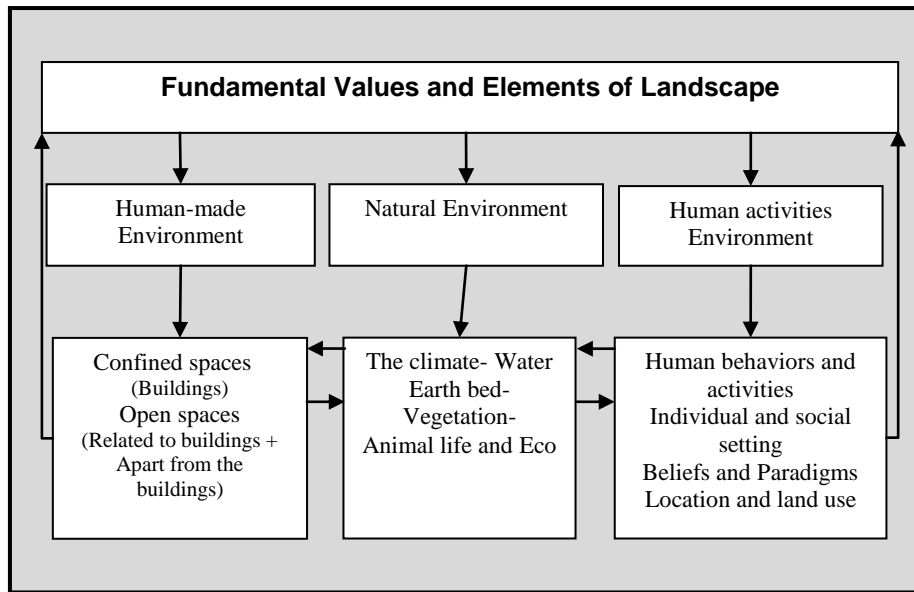 Fundamental Values and Elements of Landscape
Human-made
Environment
Natural Environment
Human activities
Environment
Confined spaces
(Buildings)
Open spaces
(Related to buildings +
Apart from the
buildings)
The climate- Water
Earth bed-
Vegetation-
Animal life and Eco
Human behaviors and
activities
Individual and social
setting
Beliefs and Paradigms
Location and land use